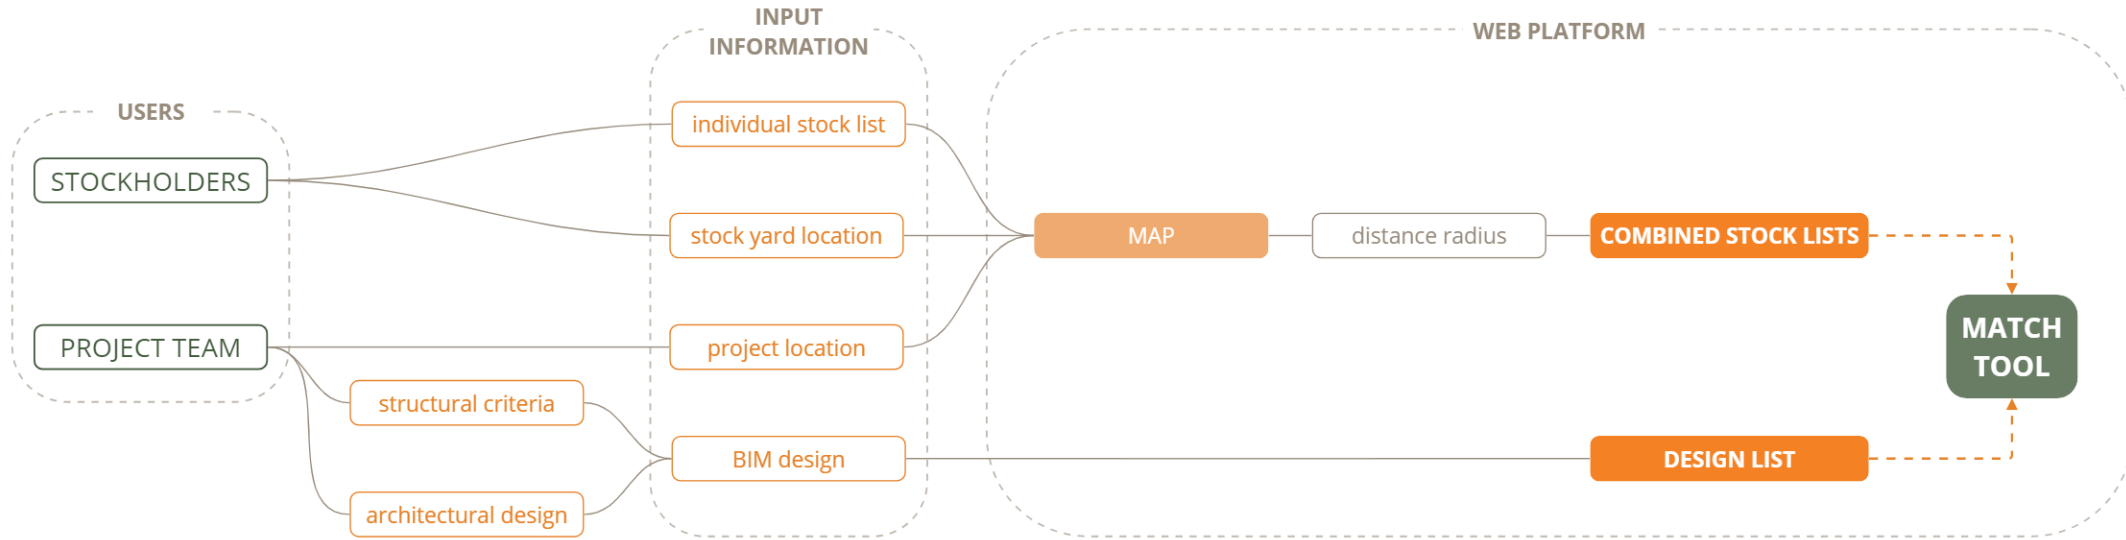 USERS
STOCKHOLDERS
PROJECT TEAM
structural criteria
architectural design
INPUT
INFORMATION
individual stock list
stock yard location
project location
BIM design
WEB PLATFORM
MAP
distance radius
COMBINED STOCK LISTS
DESIGN LIST
MATCH
TOOL